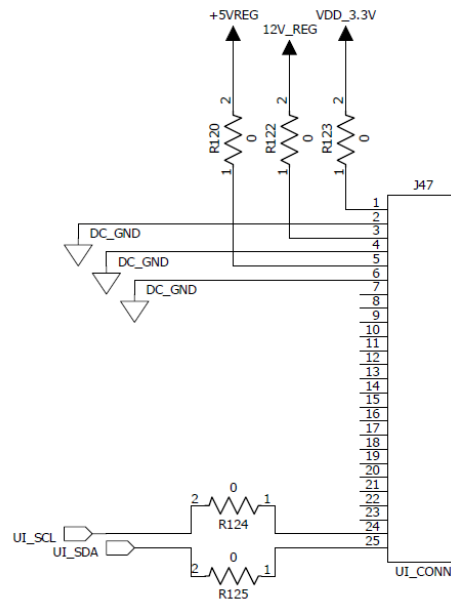 +5VREG
12V_REG
VDD_3.3V
2
2
2
R120
0
R122
0
R123
0
1
1
1
J47
1
2
DC_GND
3
4
DC_GND
5
6
DC_GND
7
8
9
10
11
12
13
14
15
16
17
18
19
20
21
22
23
0
2
1
24
R124
UI_SCL
UI_SDA
25
0
2
1
R125
UI_CONN